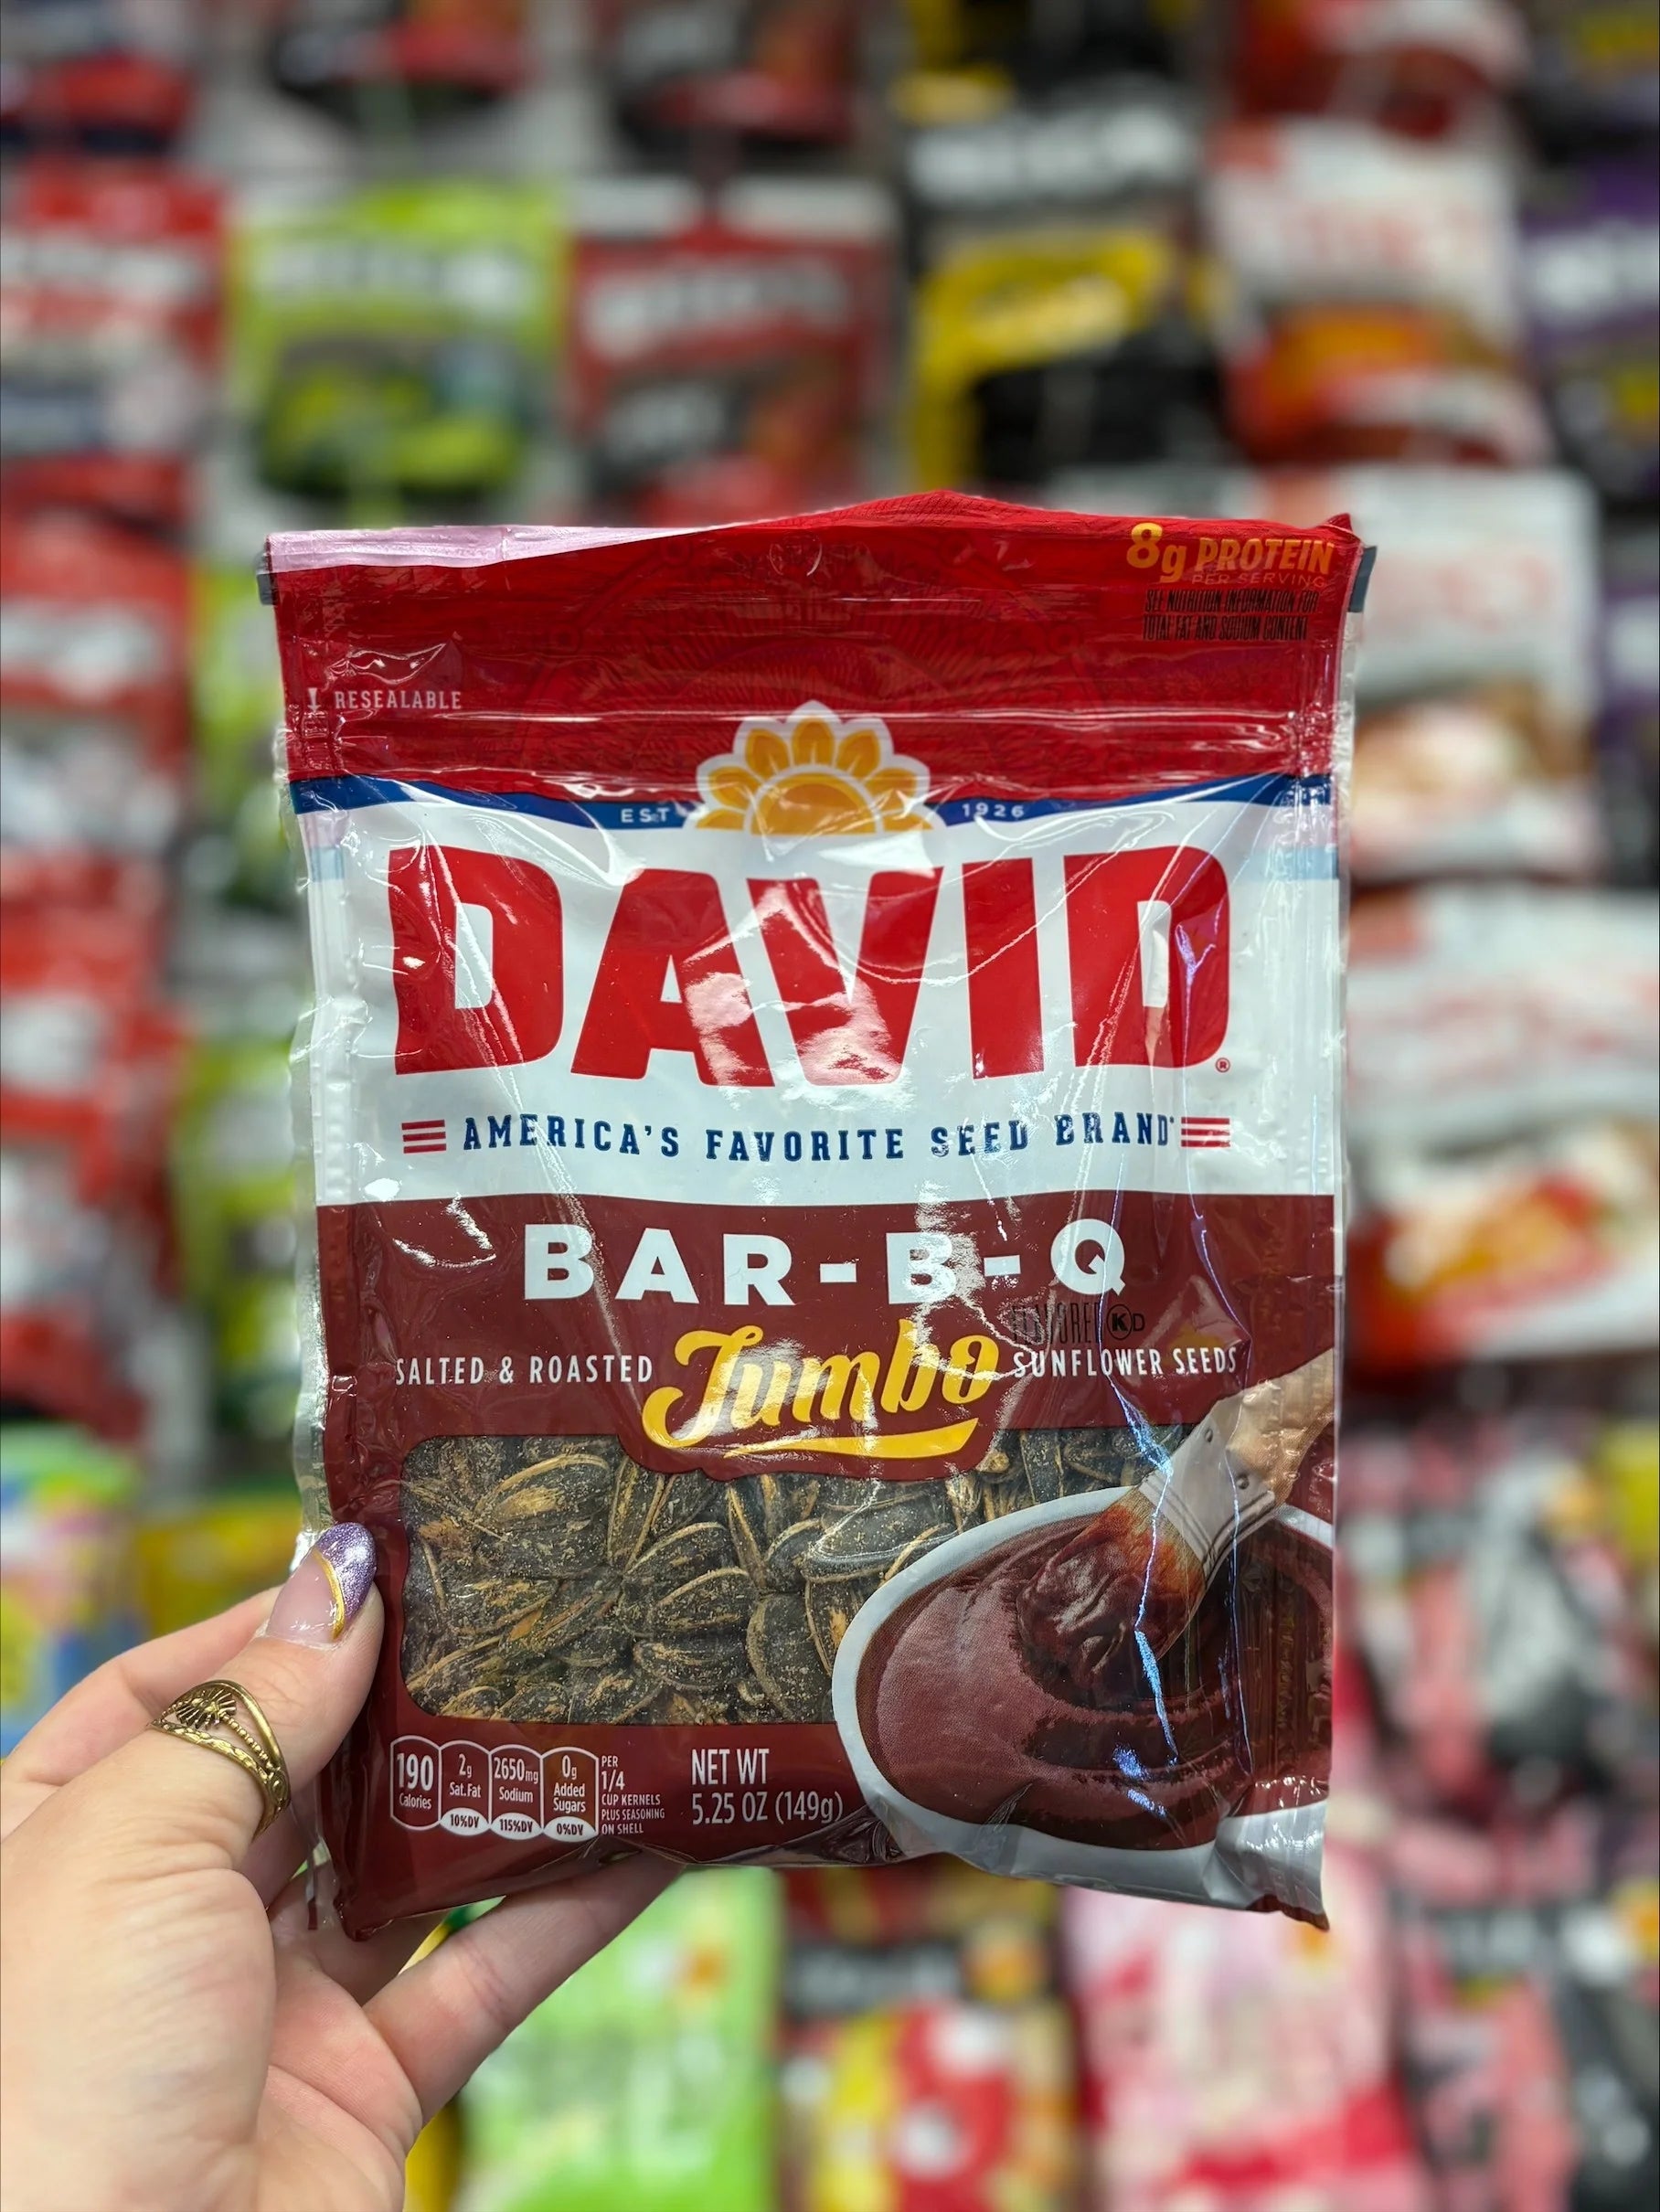 8g PROTEIN
PER SERVING
SEE NUTRITION INFORMATION FOR
TOTAL FAT AND SODIUM CONTENT
RESEALABLE
EST 1926
DAVID®
AMERICA'S FAVORITE SEED BRAND*
BAR-B-Q
FLAVORED K D
SALTED & ROASTED Jumbo SUNFLOWER SEEDS
190 Calories
2g Sat. Fat 10%DV
2650mg Sodium 115%DV
0g Added Sugars 0%DV
PER
1/4
CUP KERNELS
PLUS SEASONING
ON SHELL
NET WT
5.25 OZ (149g)